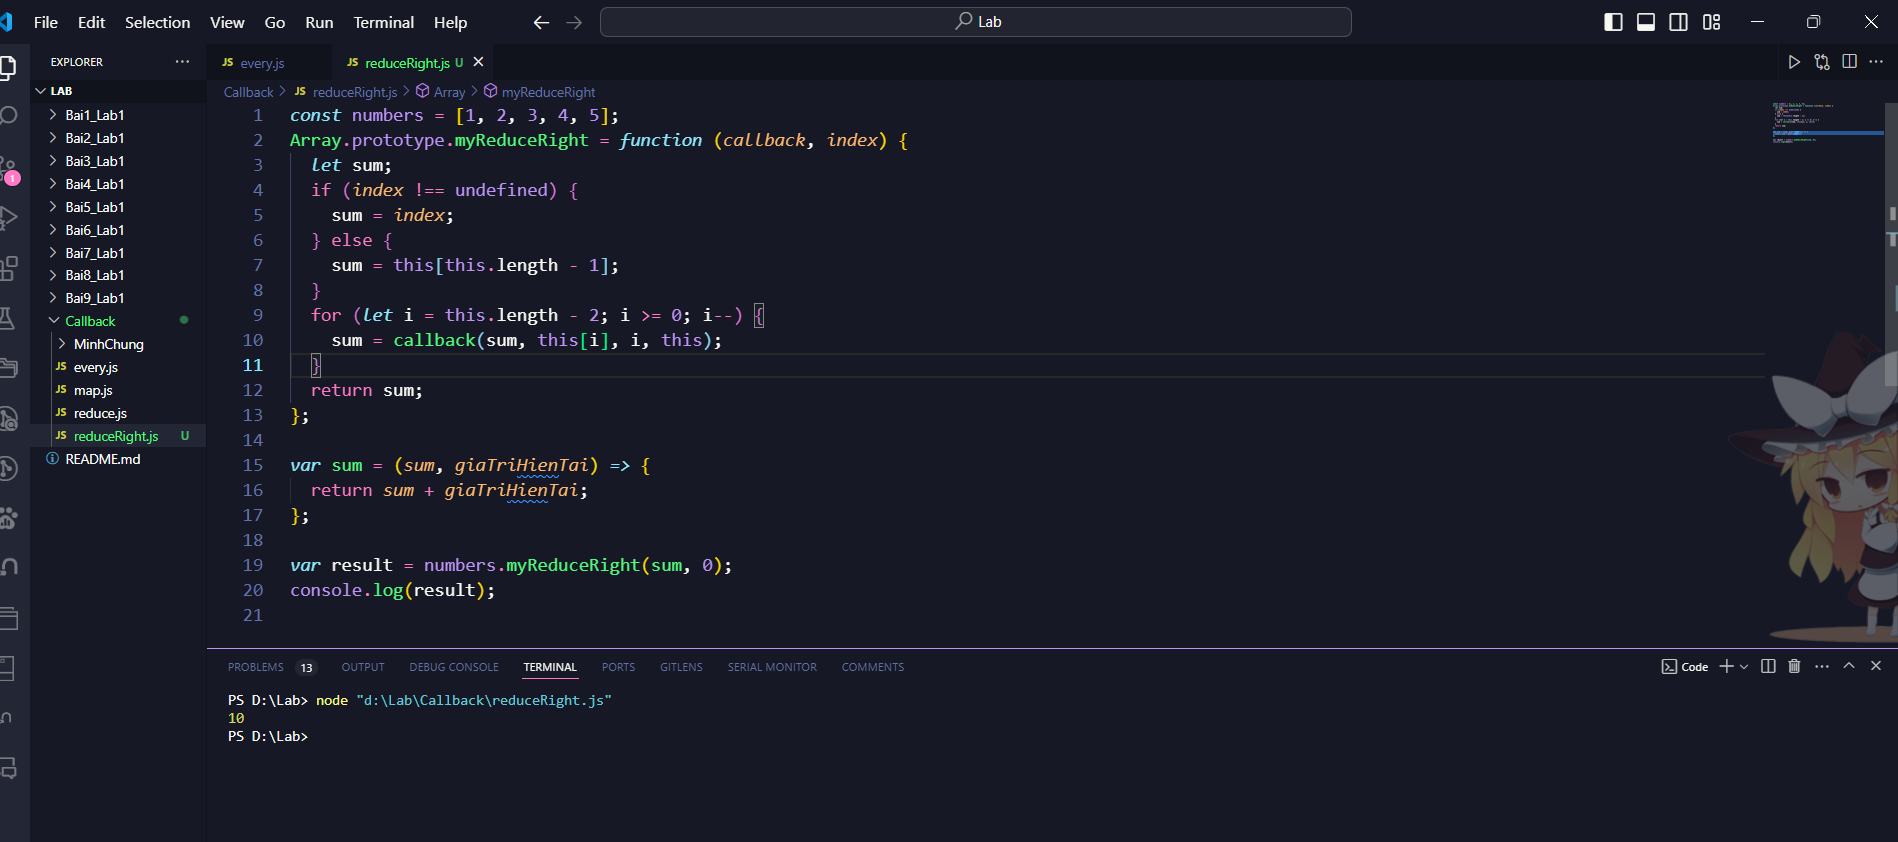 File Edit Selection View Go Run Terminal Help
Lab
EXPLORER
LAB
Bai1_Lab1
Bai2_Lab1
Bai3_Lab1
Bai4_Lab1
Bai5_Lab1
Bai6_Lab1
Bai7_Lab1
Bai8_Lab1
Bai9_Lab1
Callback
MinhChung
JS every.js
JS map.js
JS reduce.js
JS reduceRight.js U
README.md
1
JS every.js JS reduceRight.js U
Callback > JS reduceRight.js > Array > myReduceRight
1 const numbers = [1, 2, 3, 4, 5];
2 Array.prototype.myReduceRight = function (callback, index) {
3 let sum;
4 if (index !== undefined) {
5 sum = index;
6 } else {
7 sum = this[this.length - 1];
8 }
9 for (let i = this.length - 2; i >= 0; i--) {
10 sum = callback(sum, this[i], i, this);
11 }
12 return sum;
13 };
14
15 var sum = (sum, giaTriHienTai) => {
16 return sum + giaTriHienTai;
17 };
18
19 var result = numbers.myReduceRight(sum, 0);
20 console.log(result);
21
PROBLEMS 13 OUTPUT DEBUG CONSOLE TERMINAL PORTS GITLENS SERIAL MONITOR COMMENTS
Code
PS D:\Lab> node "d:\Lab\Callback\reduceRight.js"
10
PS D:\Lab>